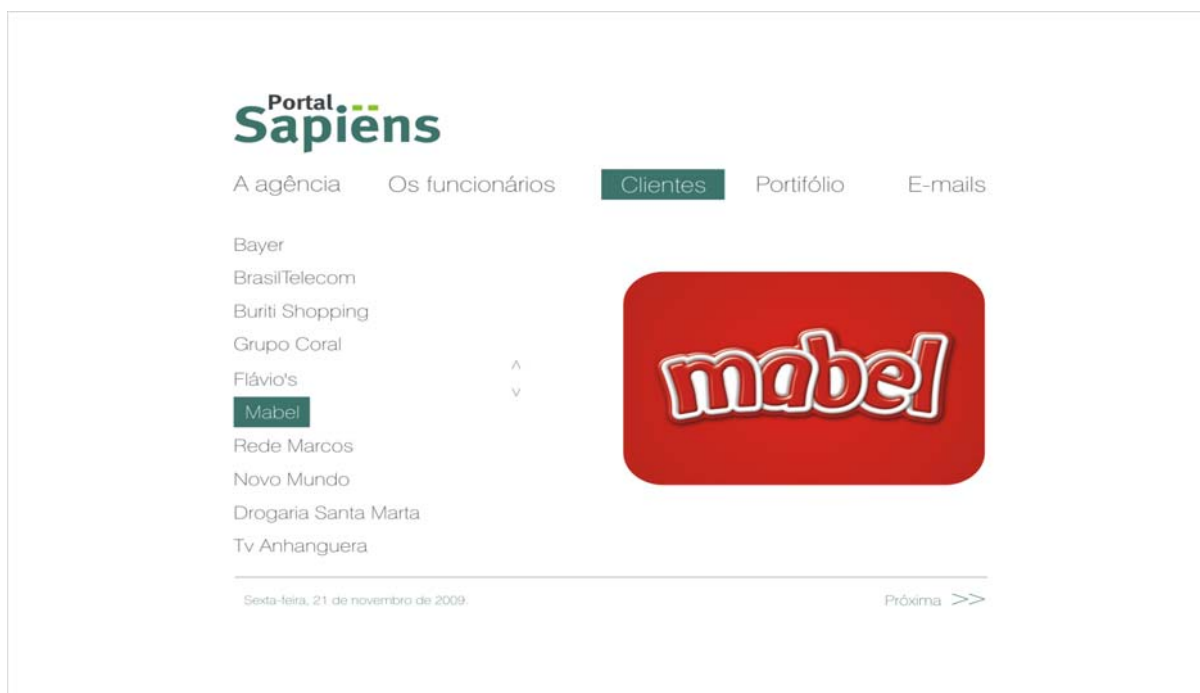 Portal
Sapiëns
A agência Os funcionários Clientes Portifólio E-mails
Bayer
BrasilTelecom
Buriti Shopping
Grupo Coral
Flávio's
Mabel
Rede Marcos
Novo Mundo
Drogaria Santa Marta
Tv Anhanguera
mabel
Sexta-feira, 21 de novembro de 2009.
Próxima >>